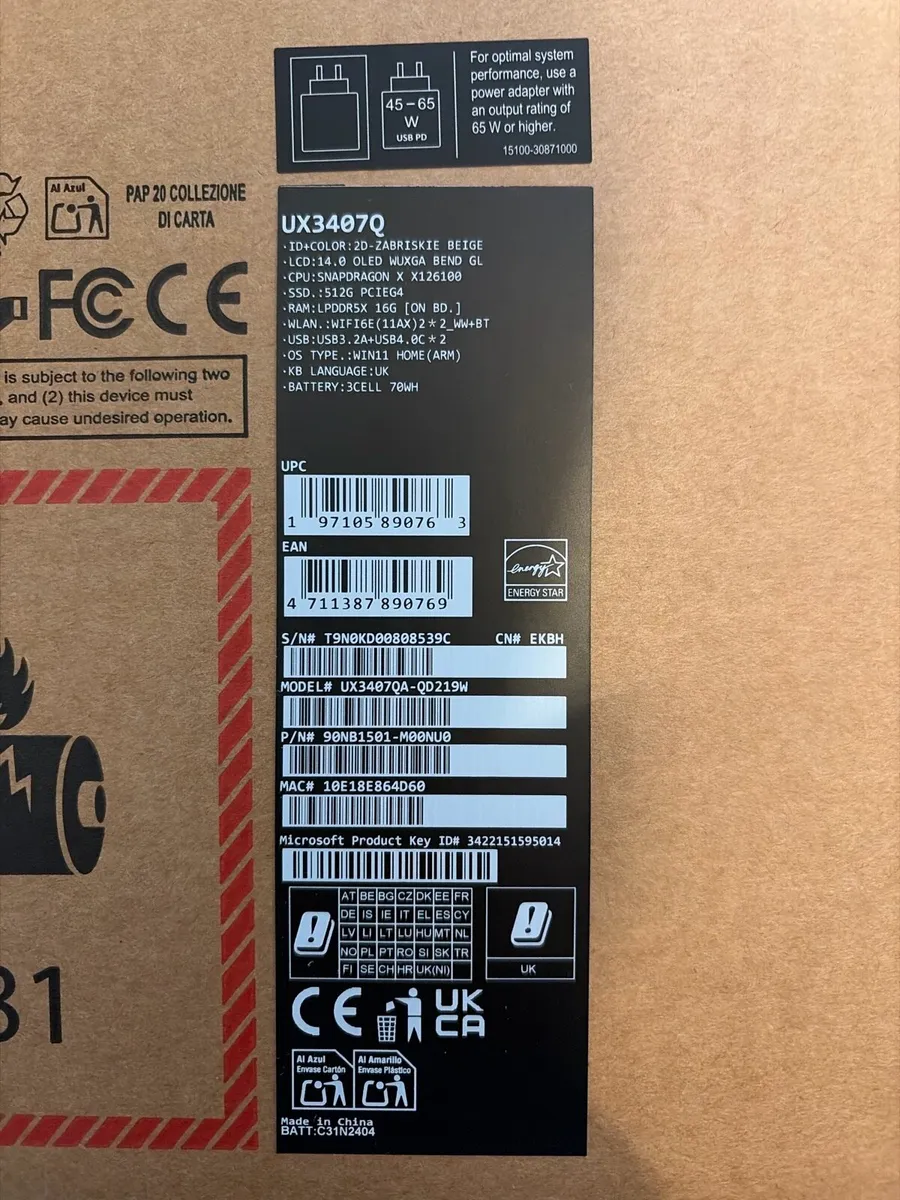 For optimal system
performance, use a
power adapter with
an output rating of
65 W or higher.
45 – 65
W
USB PD
15100-30871000
Al Azul
PAP 20 COLLEZIONE
DI CARTA
FC CE
is subject to the following two
, and (2) this device must
ay cause undesired operation.
31
UX3407Q
·ID+COLOR:2D-ZABRISKIE BEIGE
·LCD:14.0 OLED WUXGA BEND GL
·CPU:SNAPDRAGON X X126100
·SSD.:512G PCIEG4
·RAM:LPDDR5X 16G [ON BD.]
·WLAN.:WIFI6E(11AX)2*2_WW+BT
·USB:USB3.2A+USB4.0C*2
·OS TYPE.:WIN11 HOME(ARM)
·KB LANGUAGE:UK
·BATTERY:3CELL 70WH
UPC
1 97105 89076 3
EAN
4 711387 890769
energy
ENERGY STAR
S/N# T9N0KD00808539C CN# EKBH
MODEL# UX3407QA-QD219W
P/N# 90NB1501-M00NU0
MAC# 10E18E864D60
Microsoft Product Key ID# 3422151595014
AT BE BG CZ DK EE FR
DE IS IE IT EL ES CY
LV LI LT LU HU MT NL
NO PL PT RO SI SK TR
FI SE CH HR UK(NI)
UK
CE
UK
CA
Al Azul
Envase Cartón
Al Amarillo
Envase Plástico
Made in China
BATT:C31N2404